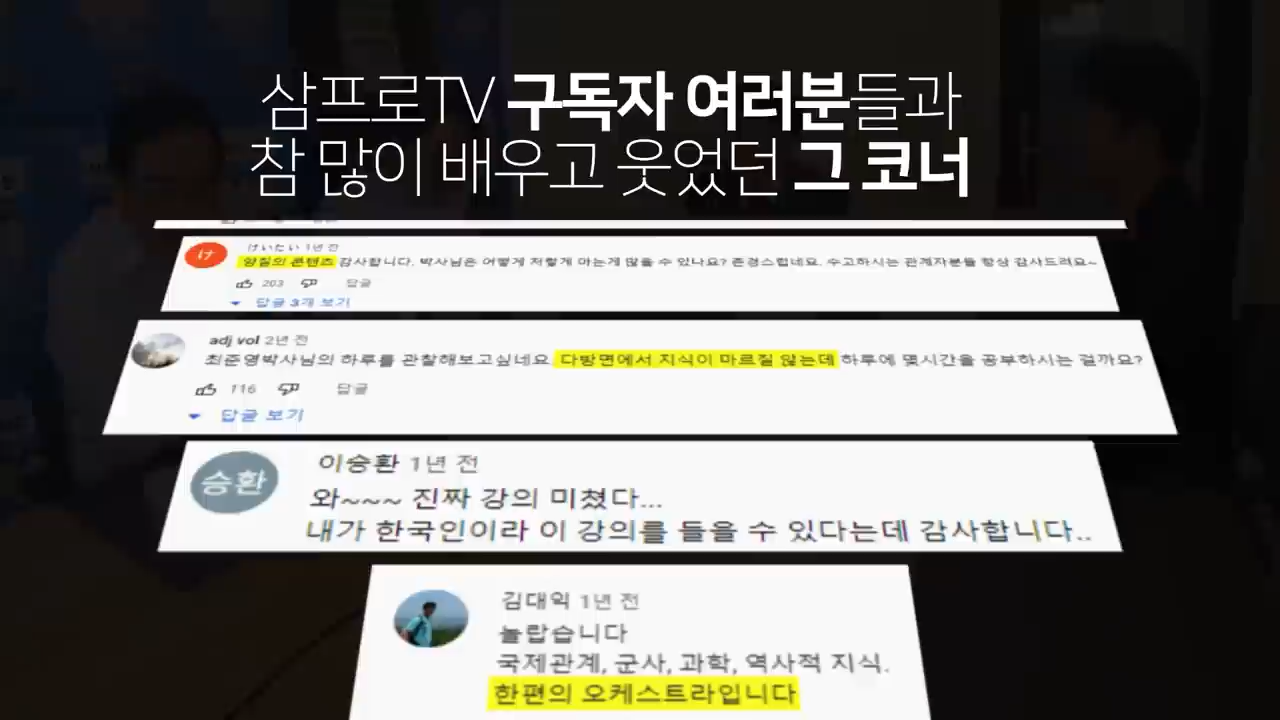 삼프로TV 구독자 여러분들과
참 많이 배우고 웃었던 그 코너
け
けいたい 1년 전
양질의 콘텐츠 감사합니다. 박사님은 어떻게 저렇게 아는게 많을 수 있나요? 존경스럽네요. 수고하시는 관계자분들 항상 감사드려요~
203 답글
답글 3개 보기
adj vol 2년 전
최준영박사님의 하루를 관찰해보고싶네요 다방면에서 지식이 마르질 않는데 하루에 몇시간을 공부하시는 걸까요?
116 답글
답글 보기
승환
이승환 1년 전
와~~~ 진짜 강의 미쳤다...
내가 한국인이라 이 강의를 들을 수 있다는데 감사합니다..
김대익 1년 전
놀랍습니다
국제관계, 군사, 과학, 역사적 지식.
한편의 오케스트라입니다